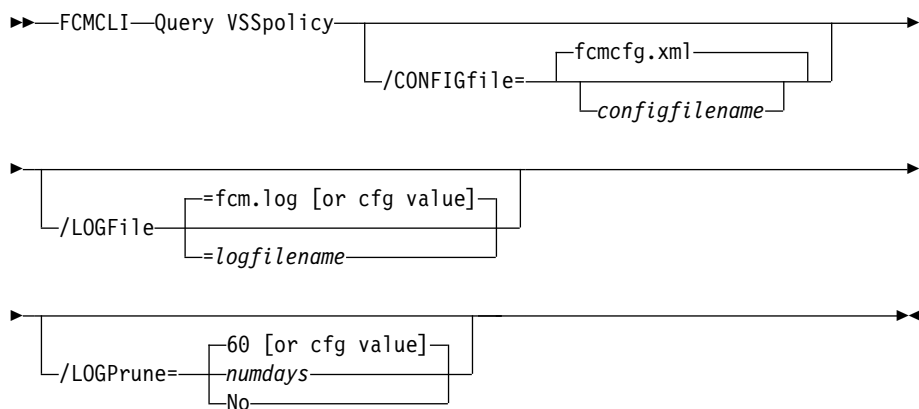 FCMCLI Query VSSpolicy
fcmcfg.xml
/CONFIGfile=
configfilename
=fcm.log [or cfg value]
/LOGFile
=logfilename
60 [or cfg value]
/LOGPrune=
numdays
No